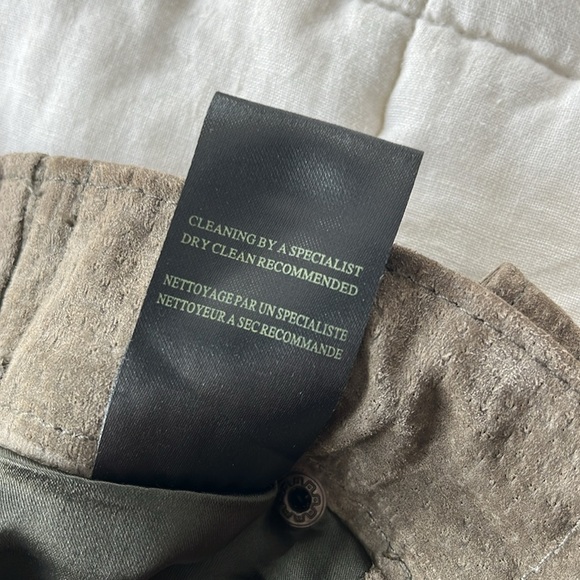 CLEANING BY A SPECIALIST
DRY CLEAN RECOMMENDED
NETTOYAGE PAR UN SPECIALISTE
NETTOYEUR A SEC RECOMMANDE